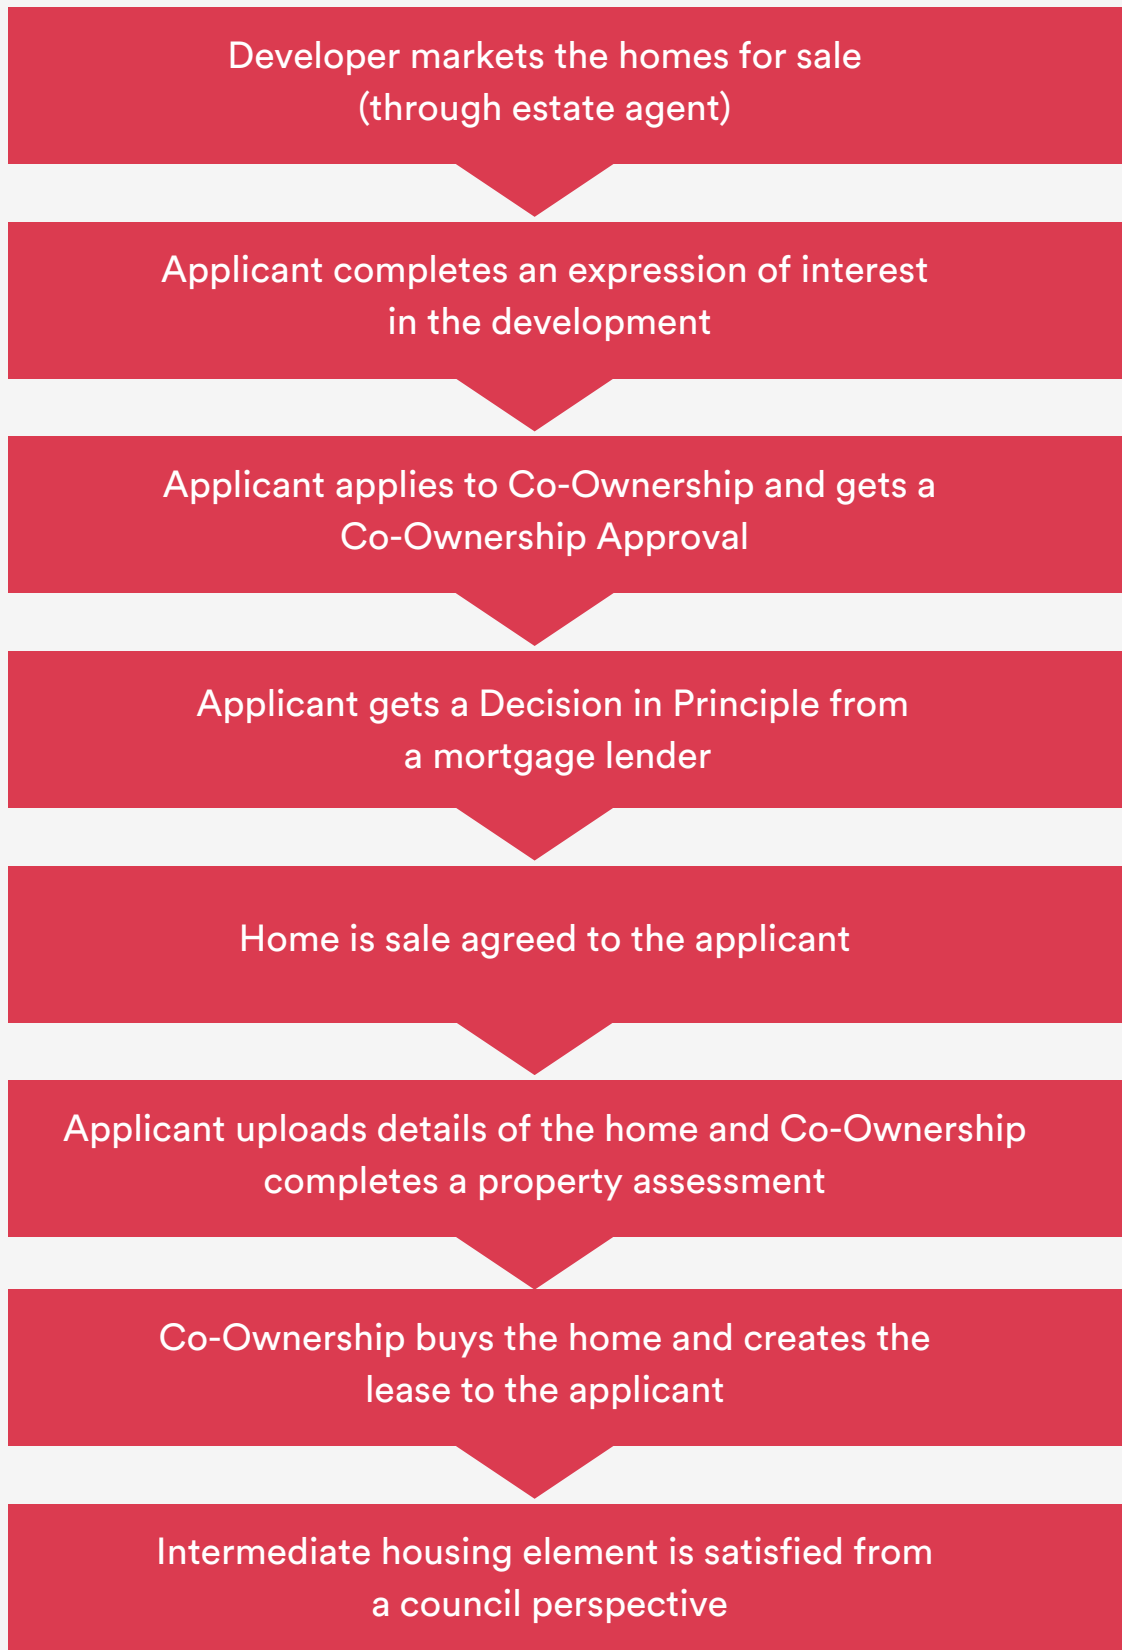 Developer markets the homes for sale
(through estate agent)
Applicant completes an expression of interest
in the development
Applicant applies to Co-Ownership and gets a
Co-Ownership Approval
Applicant gets a Decision in Principle from
a mortgage lender
Home is sale agreed to the applicant
Applicant uploads details of the home and Co-Ownership
completes a property assessment
Co-Ownership buys the home and creates the
lease to the applicant
Intermediate housing element is satisfied from
a council perspective